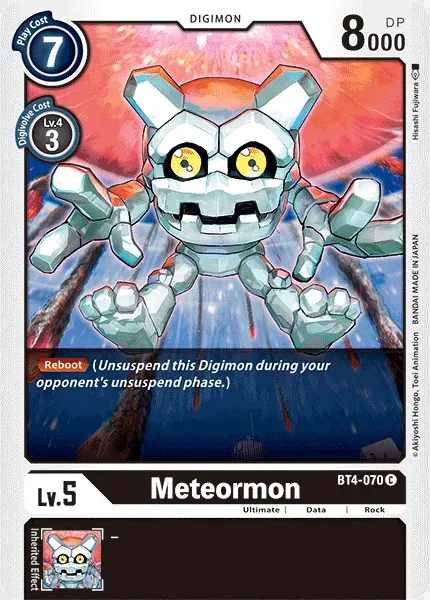 DIGIMON
Play Cost
7
8000
DP
Digivolve Cost
Lv.4
3
Hisashi Fujiwara
©Akiyoshi Hongo, Toei Animation BANDAI MADE IN JAPAN
Reboot (Unsuspend this Digimon during your
opponent's unsuspend phase.)
Lv.5
Meteormon
BT4-070 C
Ultimate | Data | Rock
Inherited Effect
–